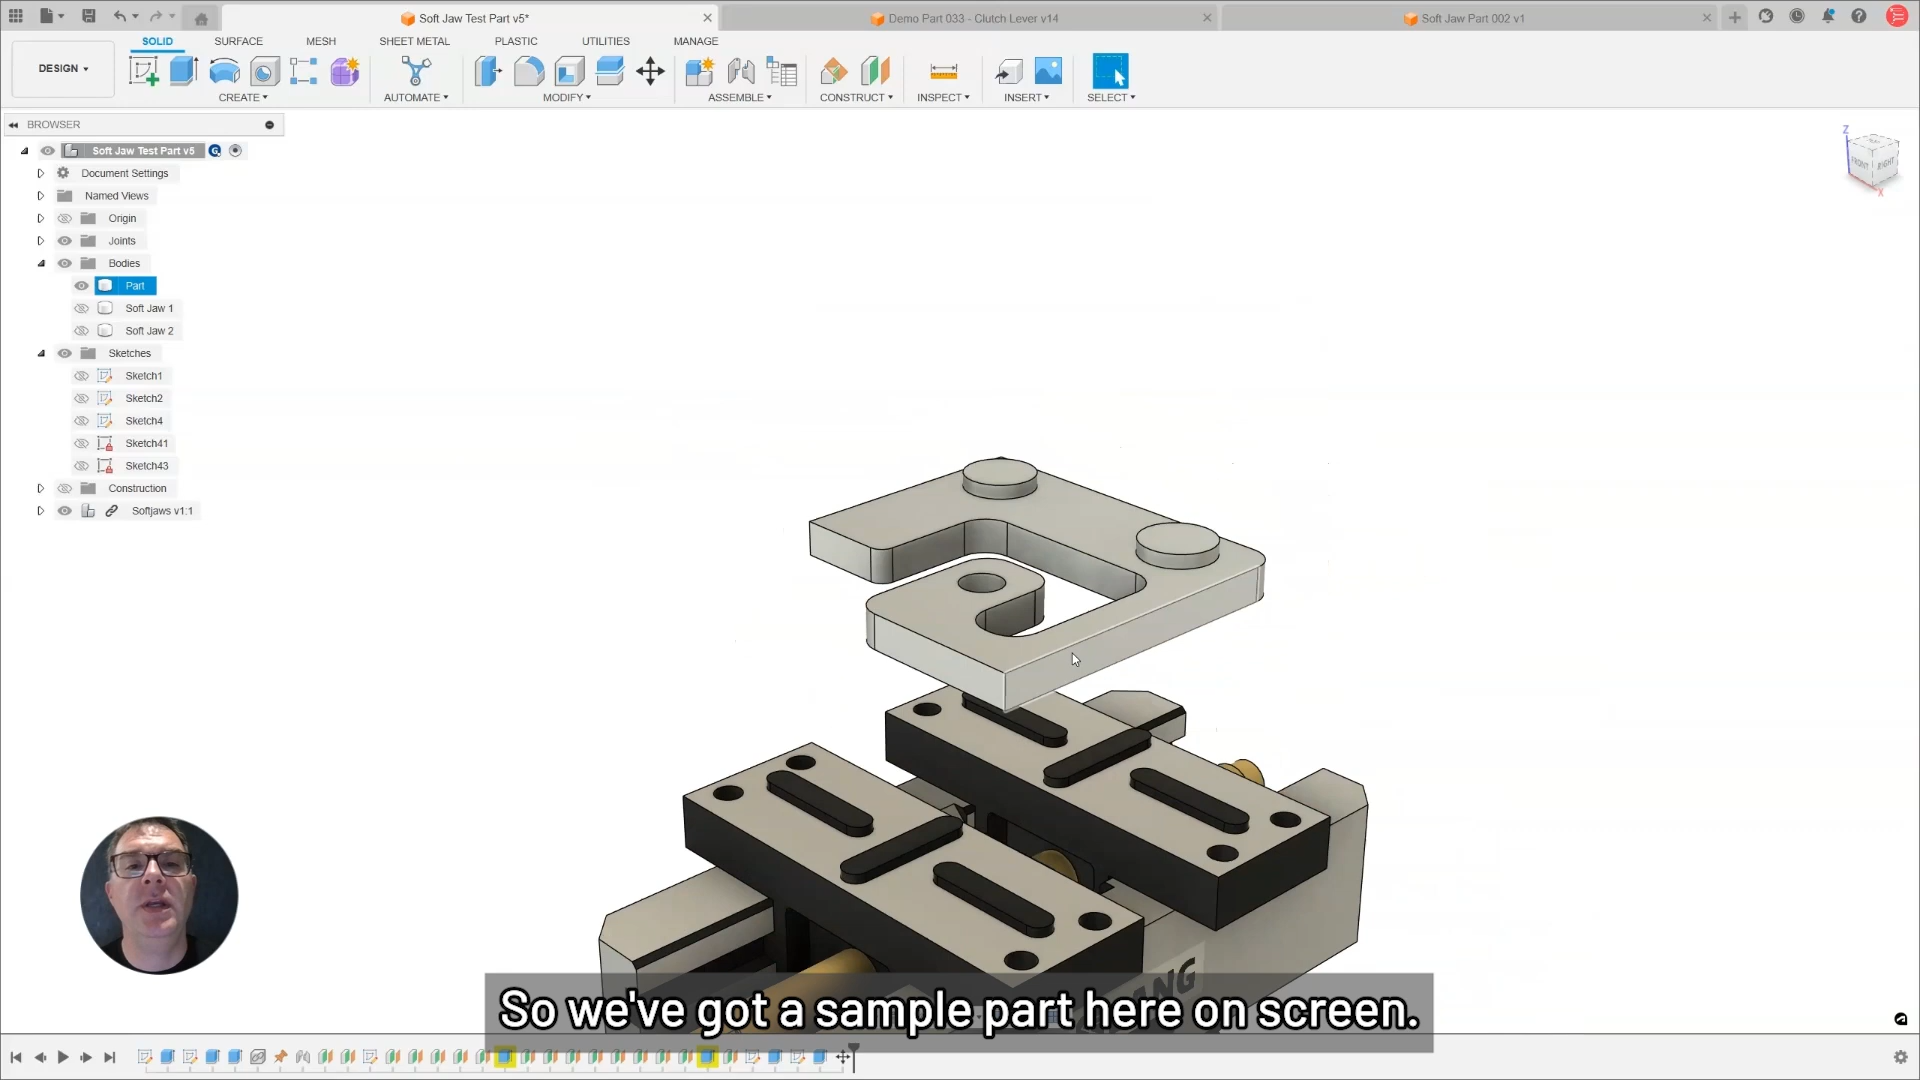 Soft Jaw Test Part v5*
Demo Part 033 - Clutch Lever v14
Soft Jaw Part 002 v1
DESIGN
SOLID
SURFACE
MESH
SHEET METAL
PLASTIC
UTILITIES
MANAGE
CREATE
AUTOMATE
MODIFY
ASSEMBLE
CONSTRUCT
INSPECT
INSERT
SELECT
BROWSER
Soft Jaw Test Part v5
Document Settings
Named Views
Origin
Joints
Bodies
Part
Soft Jaw 1
Soft Jaw 2
Sketches
Sketch1
Sketch2
Sketch4
Sketch41
Sketch43
Construction
Softjaws v1:1
Z
FRONT
RIGHT
X
So we've got a sample part here on screen.